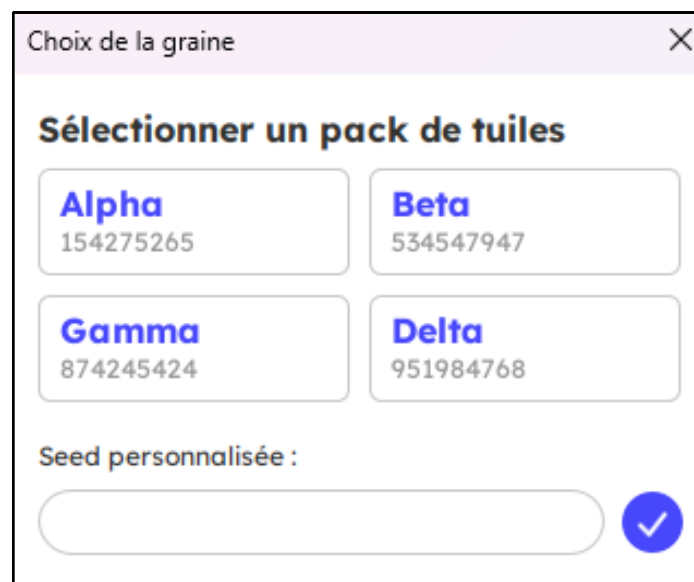 Choix de la graine
Sélectionner un pack de tuiles
Alpha
154275265
Beta
534547947
Gamma
874245424
Delta
951984768
Seed personnalisée :